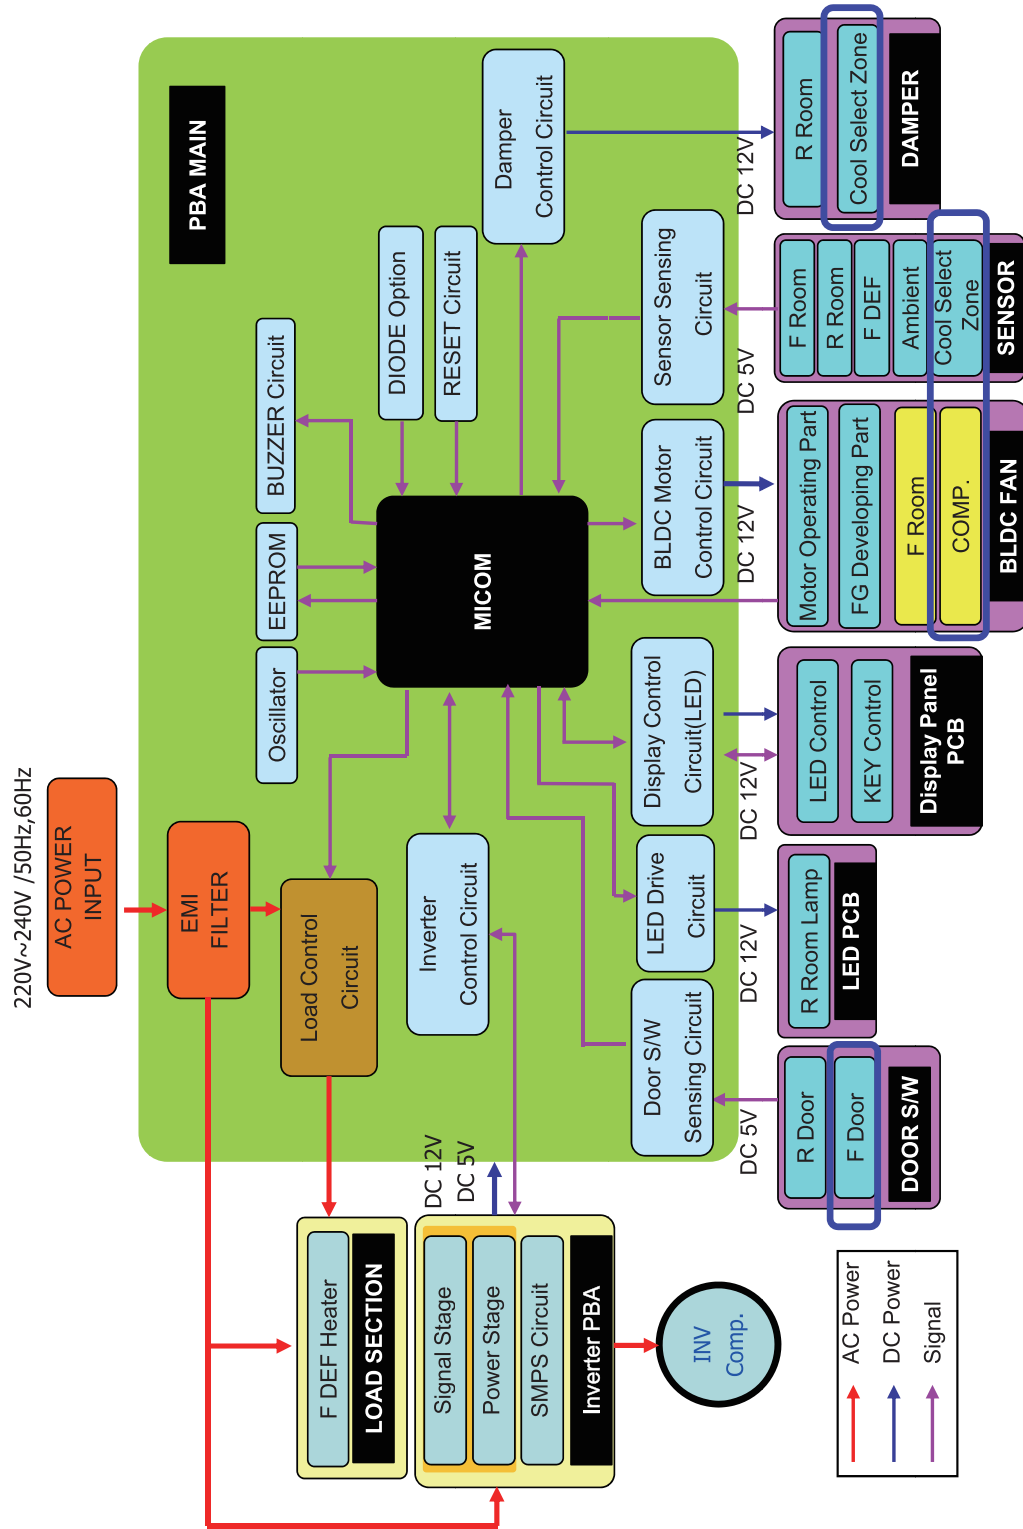 220V~240V /50Hz,60Hz
AC POWER
INPUT
EMI
FILTER
Load Control
Circuit
PBA MAIN
Oscillator
EEPROM
BUZZER Circuit
DIODE Option
RESET Circuit
MICOM
Damper
Control Circuit
Inverter
Control Circuit
Door S/W
Sensing Circuit
LED Drive
Circuit
Display Control
Circuit(LED)
BLDC Motor
Control Circuit
Sensor Sensing
Circuit
F DEF Heater
LOAD SECTION
DC 12V
DC 5V
Signal Stage
Power Stage
SMPS Circuit
Inverter PBA
INV
Comp.
DC 5V
R Door
F Door
DOOR S/W
DC 12V
R Room Lamp
LED PCB
DC 12V
LED Control
KEY Control
Display Panel
PCB
DC 12V
Motor Operating Part
FG Developing Part
F Room
COMP.
BLDC FAN
DC 5V
F Room
R Room
F DEF
Ambient
Cool Select
Zone
SENSOR
DC 12V
R Room
Cool Select Zone
DAMPER
AC Power
DC Power
Signal